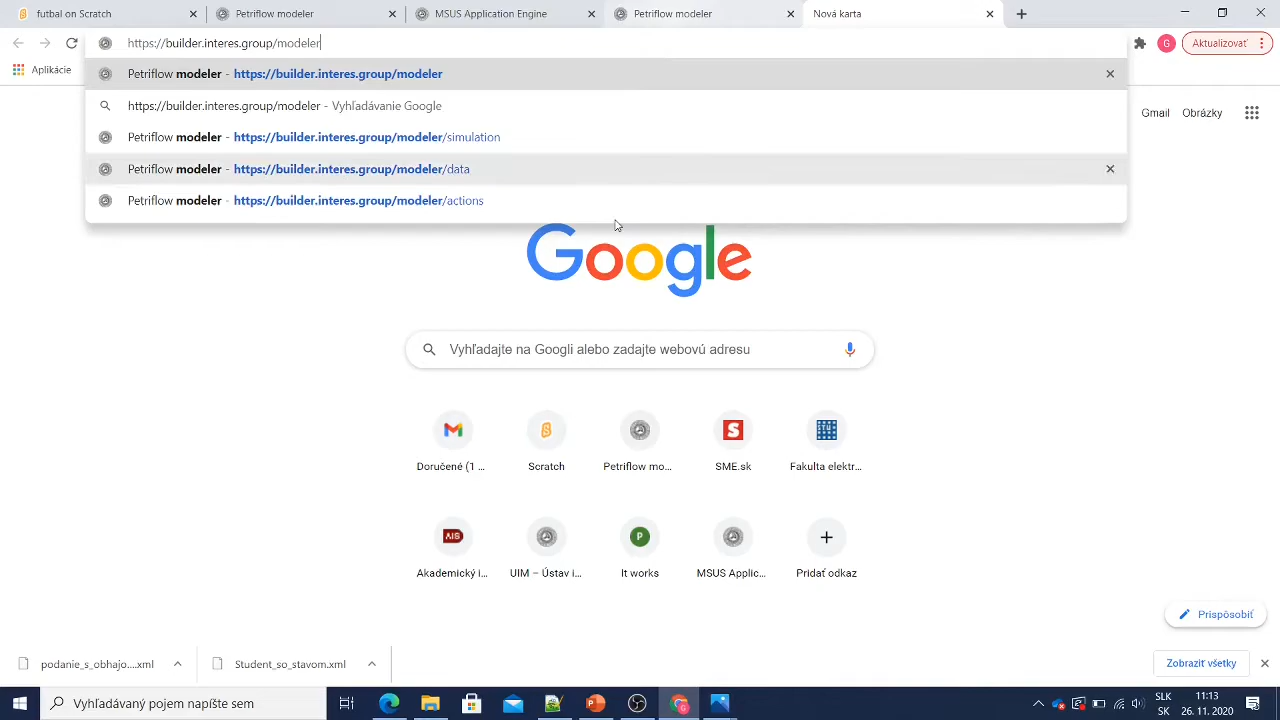 futbal on Scratch
Petriflow modeler
MSUS Application Engine
Petriflow modeler
Nová karta
https://builder.interes.group/modeler
G
Aktualizovať
Aplikácie
Petriflow modeler - https://builder.interes.group/modeler
https://builder.interes.group/modeler - Vyhľadávanie Google
Petriflow modeler - https://builder.interes.group/modeler/simulation
Petriflow modeler - https://builder.interes.group/modeler/data
Petriflow modeler - https://builder.interes.group/modeler/actions
Gmail
Obrázky
Google
Vyhľadajte na Googli alebo zadajte webovú adresu
Doručené (1 ...
Scratch
Petriflow mo...
SME.sk
Fakulta elektr...
Akademický i...
UIM – Ústav i...
It works
MSUS Applic...
Pridať odkaz
Prispôsobiť
podanie_s_obhajo....xml
Student_so_stavom.xml
Zobraziť všetky
Vyhľadávaný pojem napíšte sem
SLK
SK
11:13
26. 11. 2020